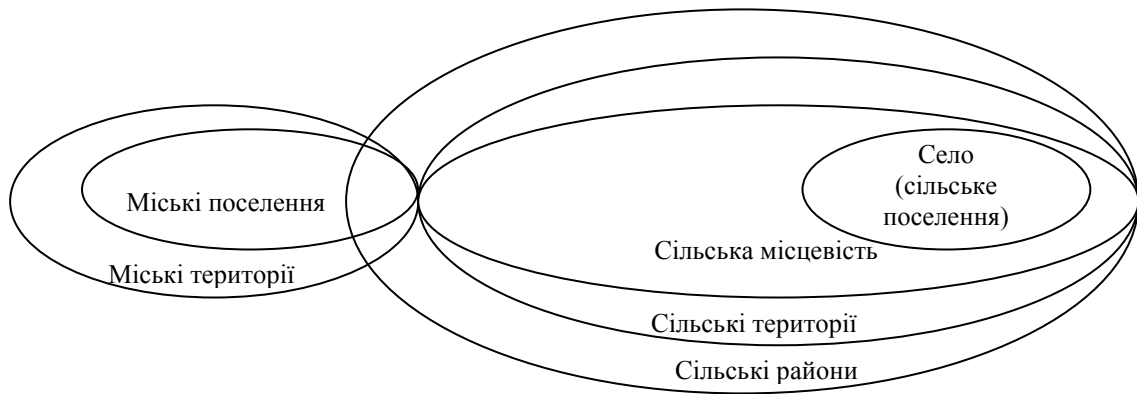 Село
(сільське
поселення)
Міські поселення
Сільська місцевість
Міські території
Сільські території
Сільські райони